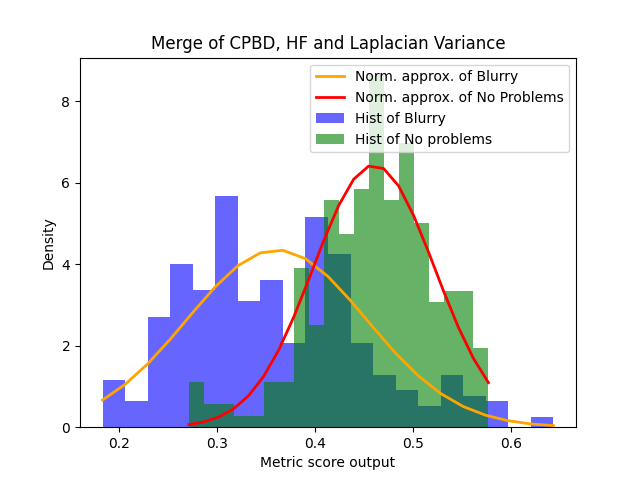 Merge of CPBD, HF and Laplacian Variance
Norm. approx. of Blurry
Norm. approx. of No Problems
Hist of Blurry
Hist of No problems
Density
8
6
4
2
0
0.2 0.3 0.4 0.5 0.6
Metric score output